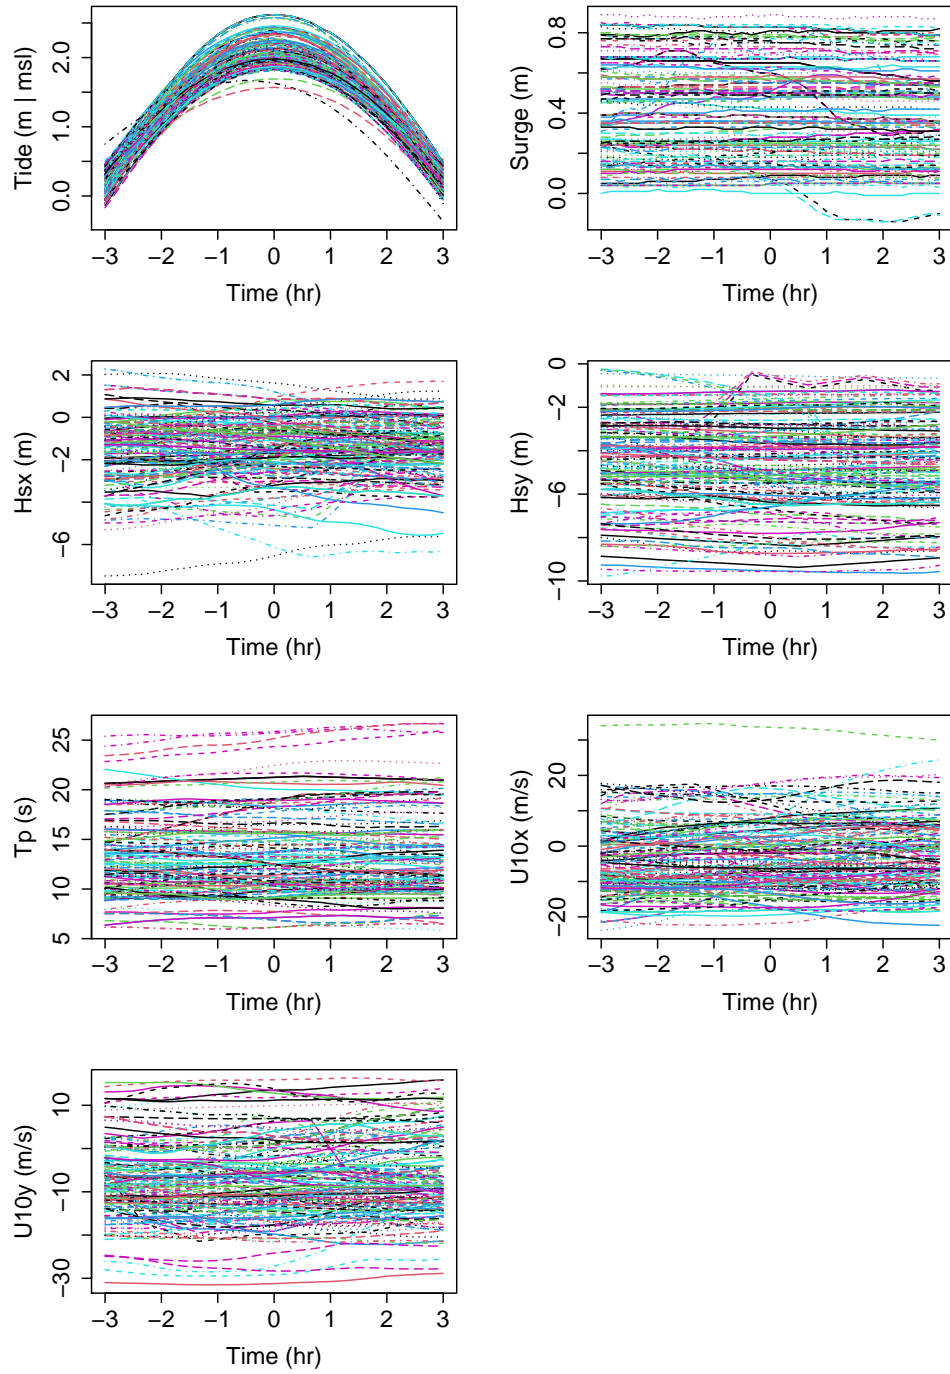 Tide (m | msl)
0.0 1.0 2.0
−3 −2 −1 0 1 2 3
Time (hr)
Surge (m)
0.0 0.4 0.8
−3 −2 −1 0 1 2 3
Time (hr)
Hsx (m)
−6 −2 0 2
−3 −2 −1 0 1 2 3
Time (hr)
Hsy (m)
−10 −6 −2 0
−3 −2 −1 0 1 2 3
Time (hr)
Tp (s)
5 10 15 20 25
−3 −2 −1 0 1 2 3
Time (hr)
U10x (m/s)
−20 0 20
−3 −2 −1 0 1 2 3
Time (hr)
U10y (m/s)
−30 −10 10
−3 −2 −1 0 1 2 3
Time (hr)